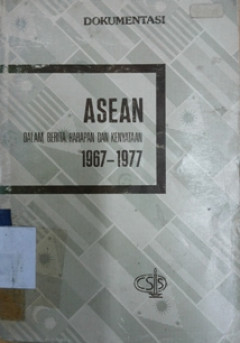 DOKUMENTASI
ASEAN
DALAM BERITA, HARAPAN DAN KENYATAAN
1967-1977
CSIS